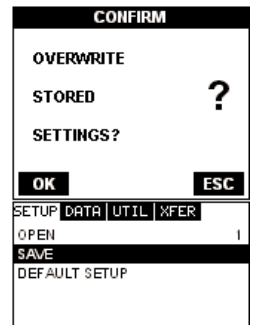 CONFIRM
OVERWRITE
STORED
?
SETTINGS?
OK ESC
SETUP DATA UTIL XFER
OPEN 1
SAVE
DEFAULT SETUP